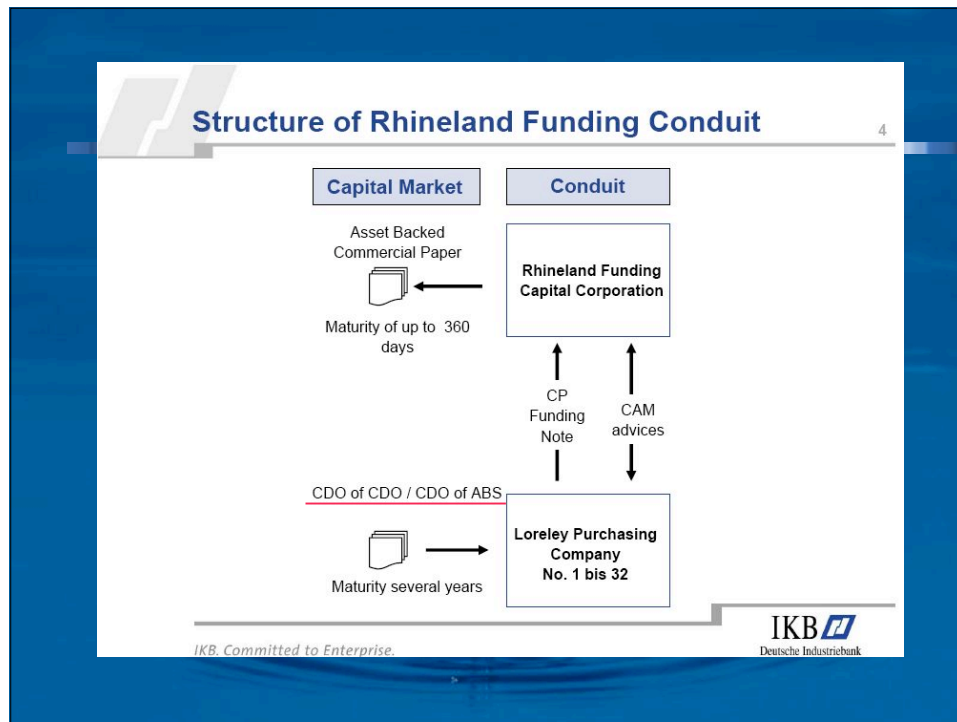 Structure of Rhineland Funding Conduit
4
Capital Market
Conduit
Asset Backed
Commercial Paper
Maturity of up to 360
days
Rhineland Funding
Capital Corporation
CP
Funding
Note
CAM
advices
CDO of CDO / CDO of ABS
Maturity several years
Loreley Purchasing
Company
No. 1 bis 32
IKB. Committed to Enterprise.
IKB
Deutsche Industriebank